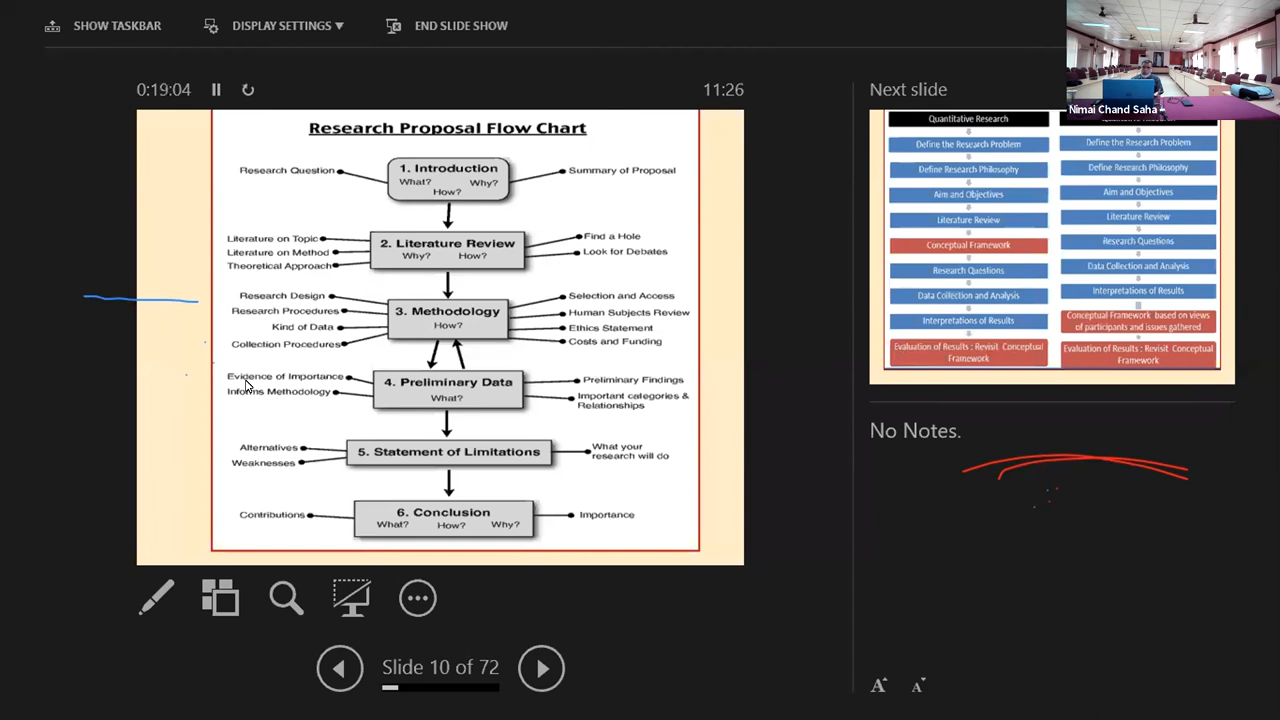 SHOW TASKBAR
DISPLAY SETTINGS ▼
END SLIDE SHOW
0:19:04
11:26
Research Proposal Flow Chart
Research Question
1. Introduction
What? Why?
How?
Summary of Proposal
Literature on Topic
Literature on Method
Theoretical Approach
2. Literature Review
Why? How?
Find a Hole
Look for Debates
Research Design
Research Procedures
Kind of Data
Collection Procedures
3. Methodology
How?
Selection and Access
Human Subjects Review
Ethics Statement
Costs and Funding
Evidence of Importance
Informs Methodology
4. Preliminary Data
What?
Preliminary Findings
Important categories &
Relationships
Alternatives
Weaknesses
5. Statement of Limitations
What your
research will do
Contributions
6. Conclusion
What? How? Why?
Importance
Slide 10 of 72
Next slide
Nimai Chand Saha
Quantitative Research
Define the Research Problem
Define Research Philosophy
Aim and Objectives
Literature Review
Conceptual Framework
Research Questions
Data Collection and Analysis
Interpretations of Results
Evaluation of Results : Revisit Conceptual
Framework
Research
Define the Research Problem
Define Research Philosophy
Aim and Objectives
Literature Review
Research Questions
Data Collection and Analysis
Interpretations of Results
Conceptual Framework based on views
of participants and issues gathered
Evaluation of Results : Revisit Conceptual
Framework
No Notes.
A A